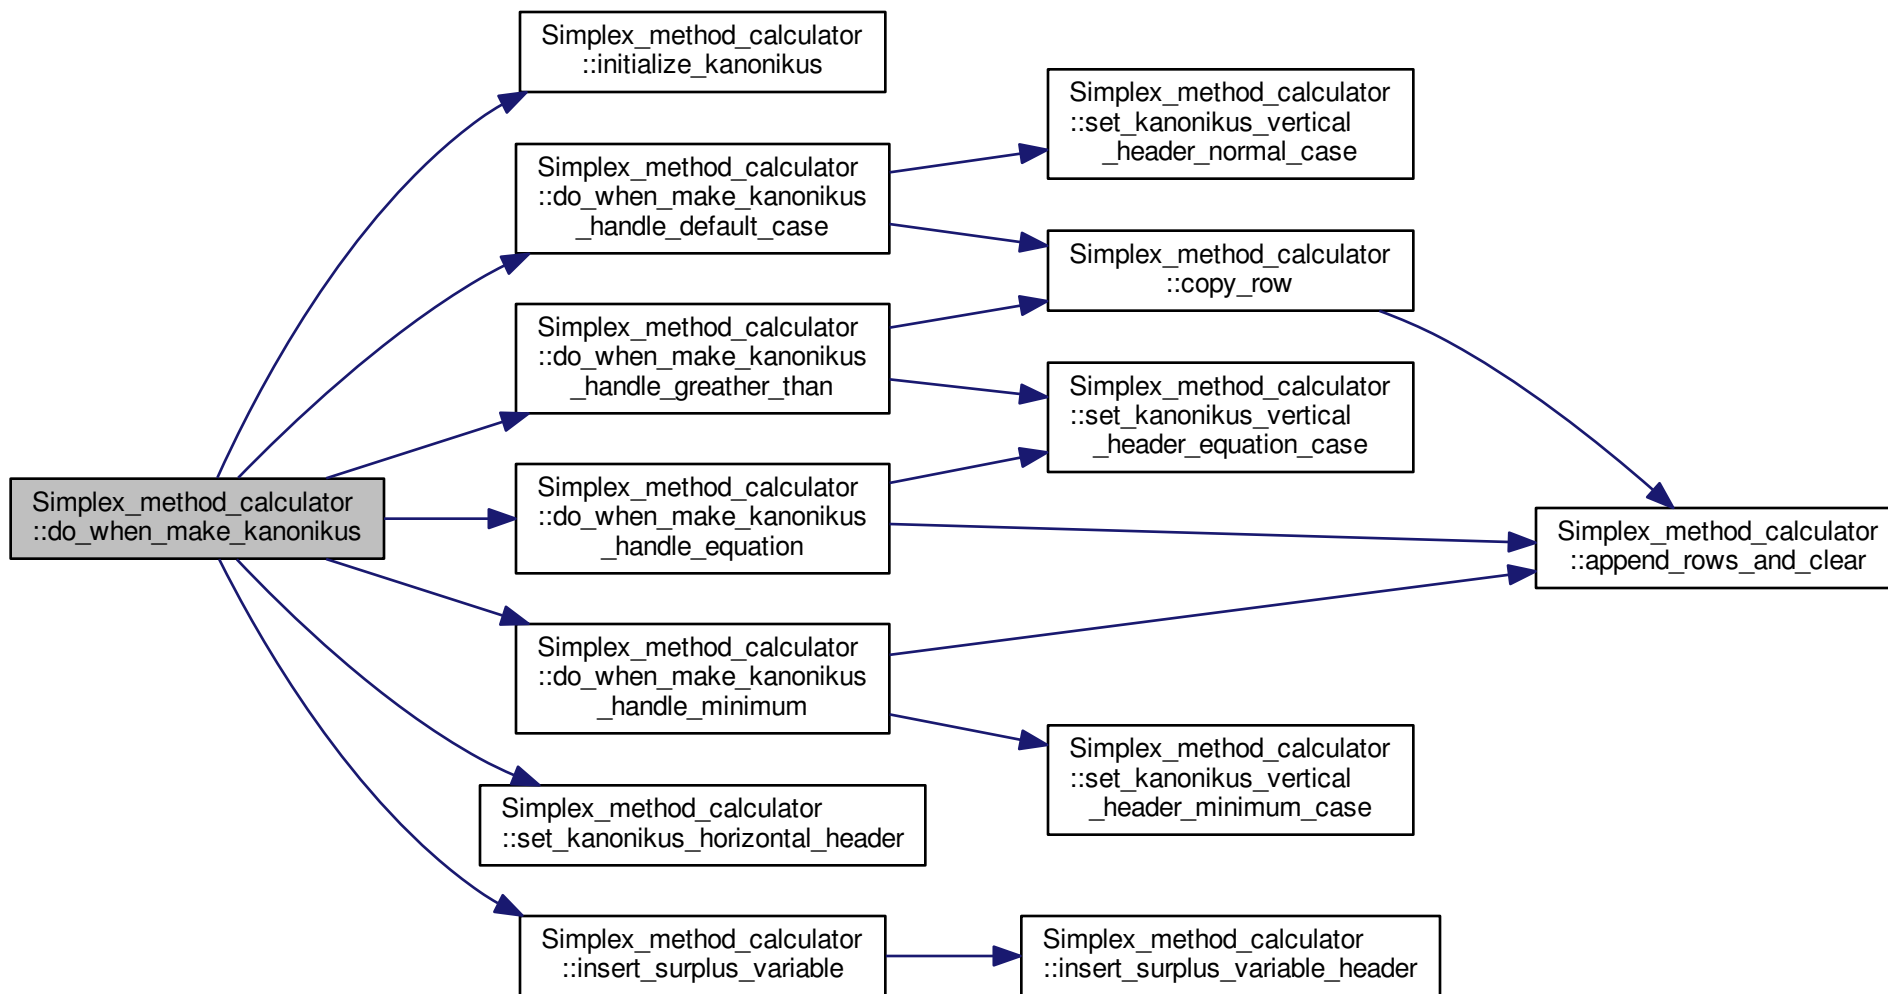 Simplex_method_calculator
::do_when_make_kanonikus
Simplex_method_calculator
::initialize_kanonikus
Simplex_method_calculator
::do_when_make_kanonikus
_handle_default_case
Simplex_method_calculator
::do_when_make_kanonikus
_handle_greather_than
Simplex_method_calculator
::do_when_make_kanonikus
_handle_equation
Simplex_method_calculator
::do_when_make_kanonikus
_handle_minimum
Simplex_method_calculator
::set_kanonikus_horizontal_header
Simplex_method_calculator
::insert_surplus_variable
Simplex_method_calculator
::set_kanonikus_vertical
_header_normal_case
Simplex_method_calculator
::copy_row
Simplex_method_calculator
::set_kanonikus_vertical
_header_equation_case
Simplex_method_calculator
::set_kanonikus_vertical
_header_minimum_case
Simplex_method_calculator
::insert_surplus_variable_header
Simplex_method_calculator
::append_rows_and_clear